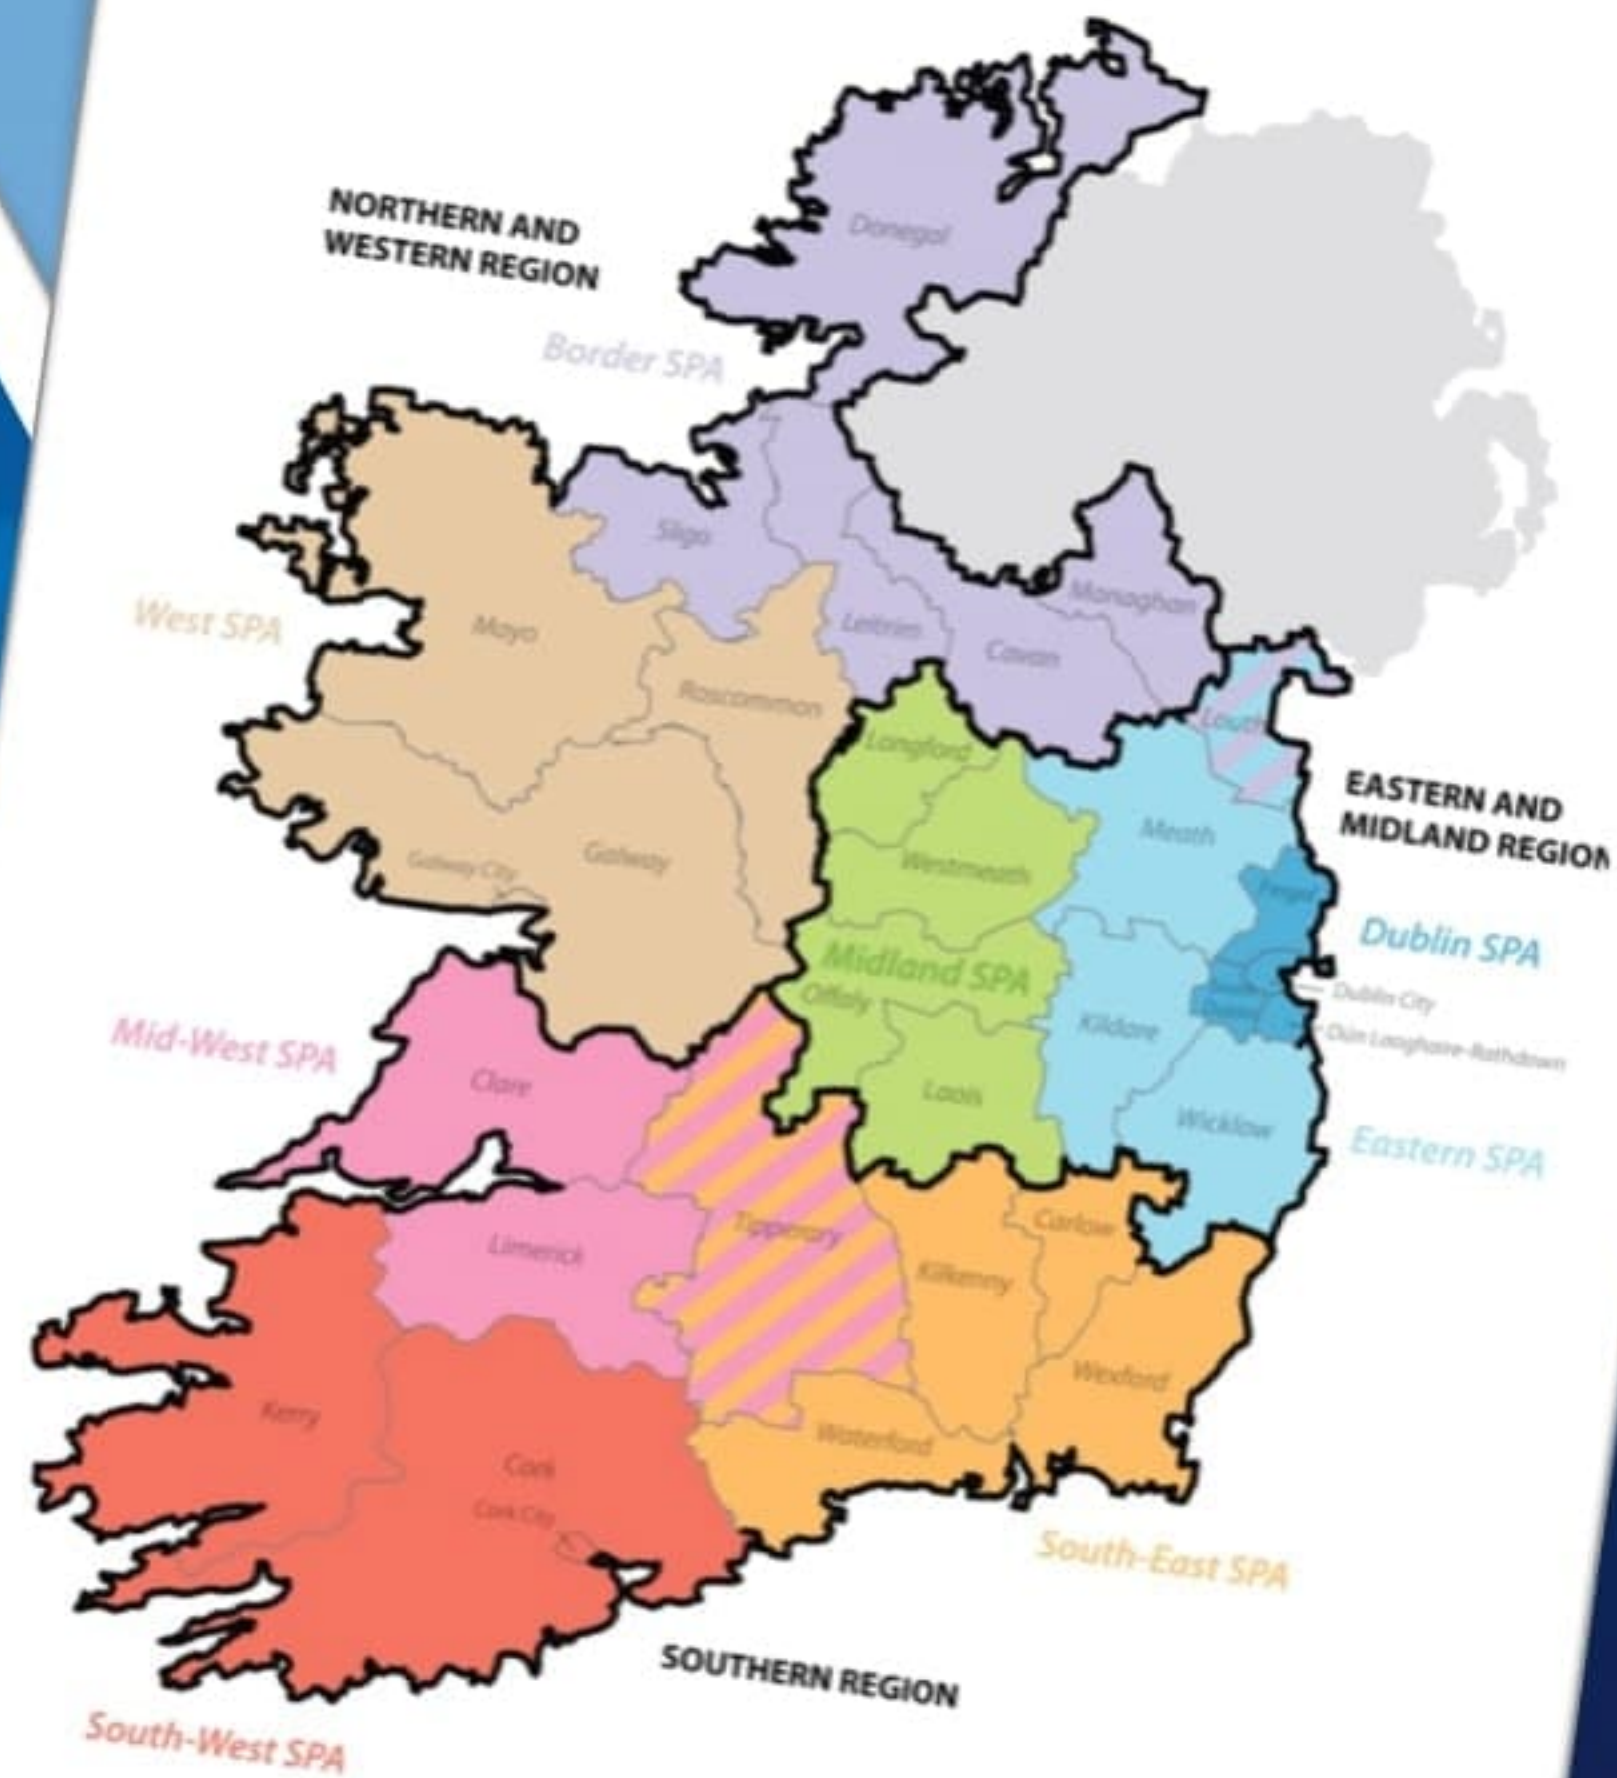 NORTHERN AND
WESTERN REGION
Donegal
Border SPA
Sligo
Monaghan
West SPA
Mayo
Leitrim
Cavan
Roscommon
Louth
Longford
EASTERN AND
MIDLAND REGION
Meath
Galway City
Galway
Westmeath
Fingal
Dublin SPA
Midland SPA
Offaly
Dublin City
Kildare
Dún Laoghaire-Rathdown
Mid-West SPA
Clare
Laois
Wicklow
Eastern SPA
Tipperary
Carlow
Limerick
Kilkenny
Wexford
Kerry
Waterford
Cork
Cork City
South-East SPA
SOUTHERN REGION
South-West SPA